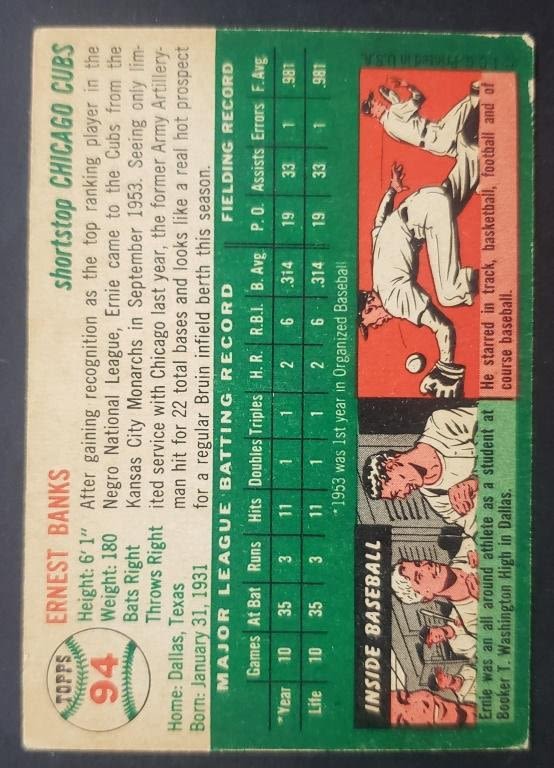 TOPPS
94
ERNEST BANKS
shortstop CHICAGO CUBS
Height: 6' 1"
Weight: 180
Bats Right
Throws Right
Home: Dallas, Texas
Born: January 31, 1931
After gaining recognition as the top ranking player in the
Negro National League, Ernie came to the Cubs from the
Kansas City Monarchs in September 1953. Seeing only lim-
ited service with Chicago last year, the former Army Artillery-
man hit for 22 total bases and looks like a real hot prospect
for a regular Bruin infield berth this season.
MAJOR LEAGUE BATTING RECORD FIELDING RECORD
Games At Bat Runs Hits Doubles Triples H. R. R.B.I. B. Avg. P. O. Assists Errors F. Avg.
*Year 10 35 3 11 1 1 2 6 .314 19 33 1 .981
Life 10 35 3 11 1 1 2 6 .314 19 33 1 .981
*1953 was 1st year in Organized Baseball
INSIDE BASEBALL
Ernie was an all around athlete as a student at
Booker T. Washington High in Dallas.
He starred in track, basketball, football and of
course baseball.
T. C. G. Printed in U.S.A.